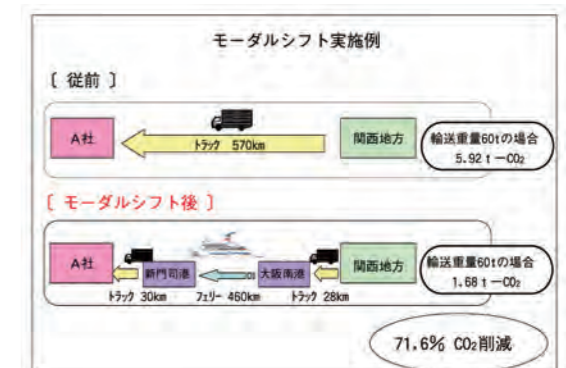 モーダルシフト実施例
〔 従前 〕
A社
トラック 570km
関西地方
輸送重量60tの場合
5.92 t－CO₂
〔 モーダルシフト後 〕
A社
新門司港
大阪南港
関西地方
トラック 30km
フェリー 460km
トラック 28km
輸送重量60tの場合
1.68 t－CO₂
71.6% CO₂削減